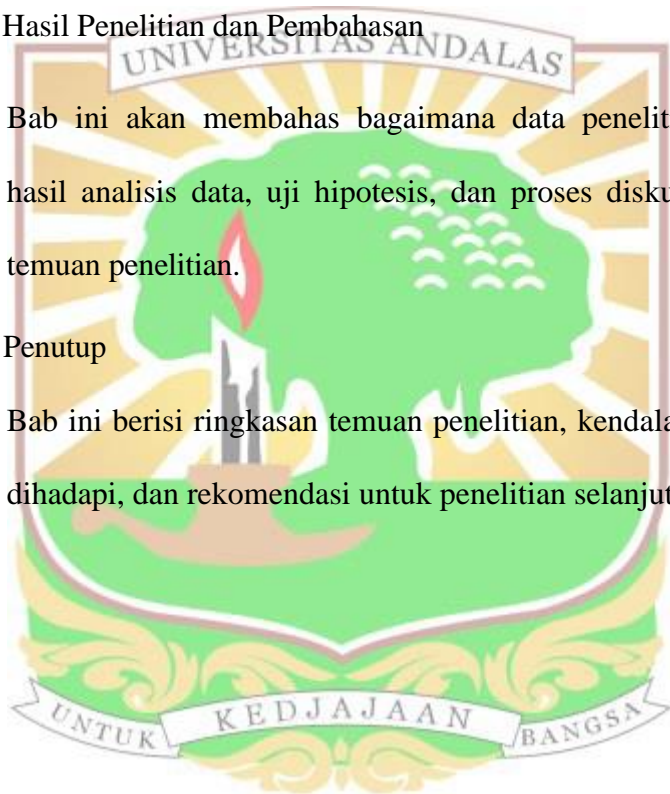 Hasil Penelitian dan Pembahasan
UNIVERSITAS ANDALAS
Bab ini akan membahas bagaimana data penelit
hasil analisis data, uji hipotesis, dan proses disku
temuan penelitian.
Penutup
Bab ini berisi ringkasan temuan penelitian, kendala
dihadapi, dan rekomendasi untuk penelitian selanjut
UNTUK KEDJAJAAN BANGSA